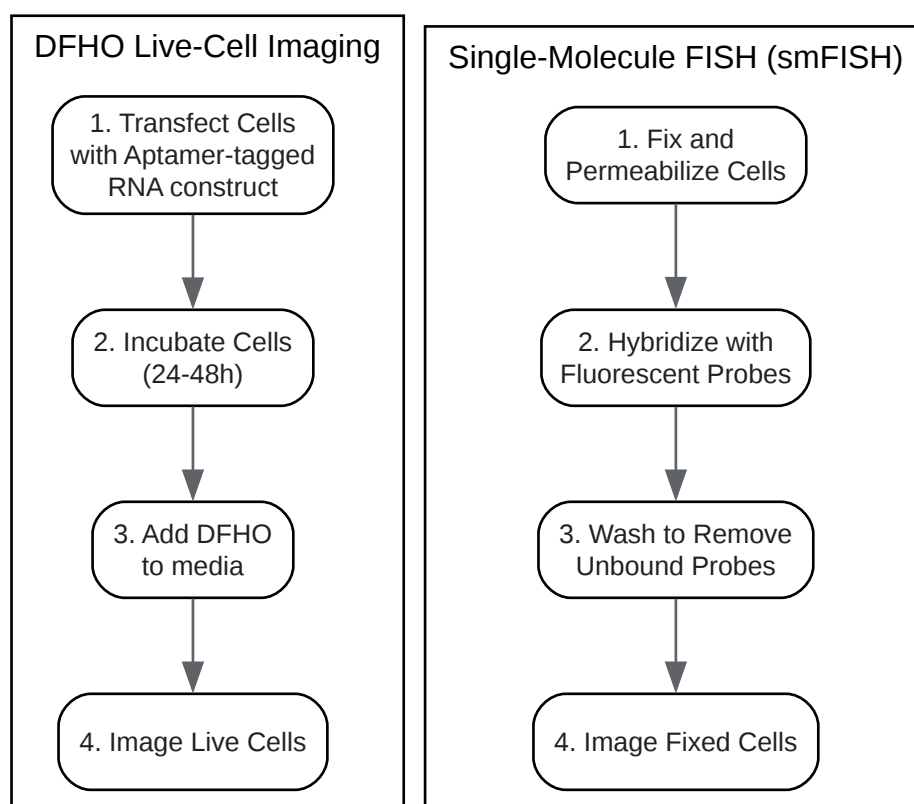 DFHO Live-Cell Imaging
1. Transfect Cells
with Aptamer-tagged
RNA construct
2. Incubate Cells
(24-48h)
3. Add DFHO
to media
4. Image Live Cells
Single-Molecule FISH (smFISH)
1. Fix and
Permeabilize Cells
2. Hybridize with
Fluorescent Probes
3. Wash to Remove
Unbound Probes
4. Image Fixed Cells